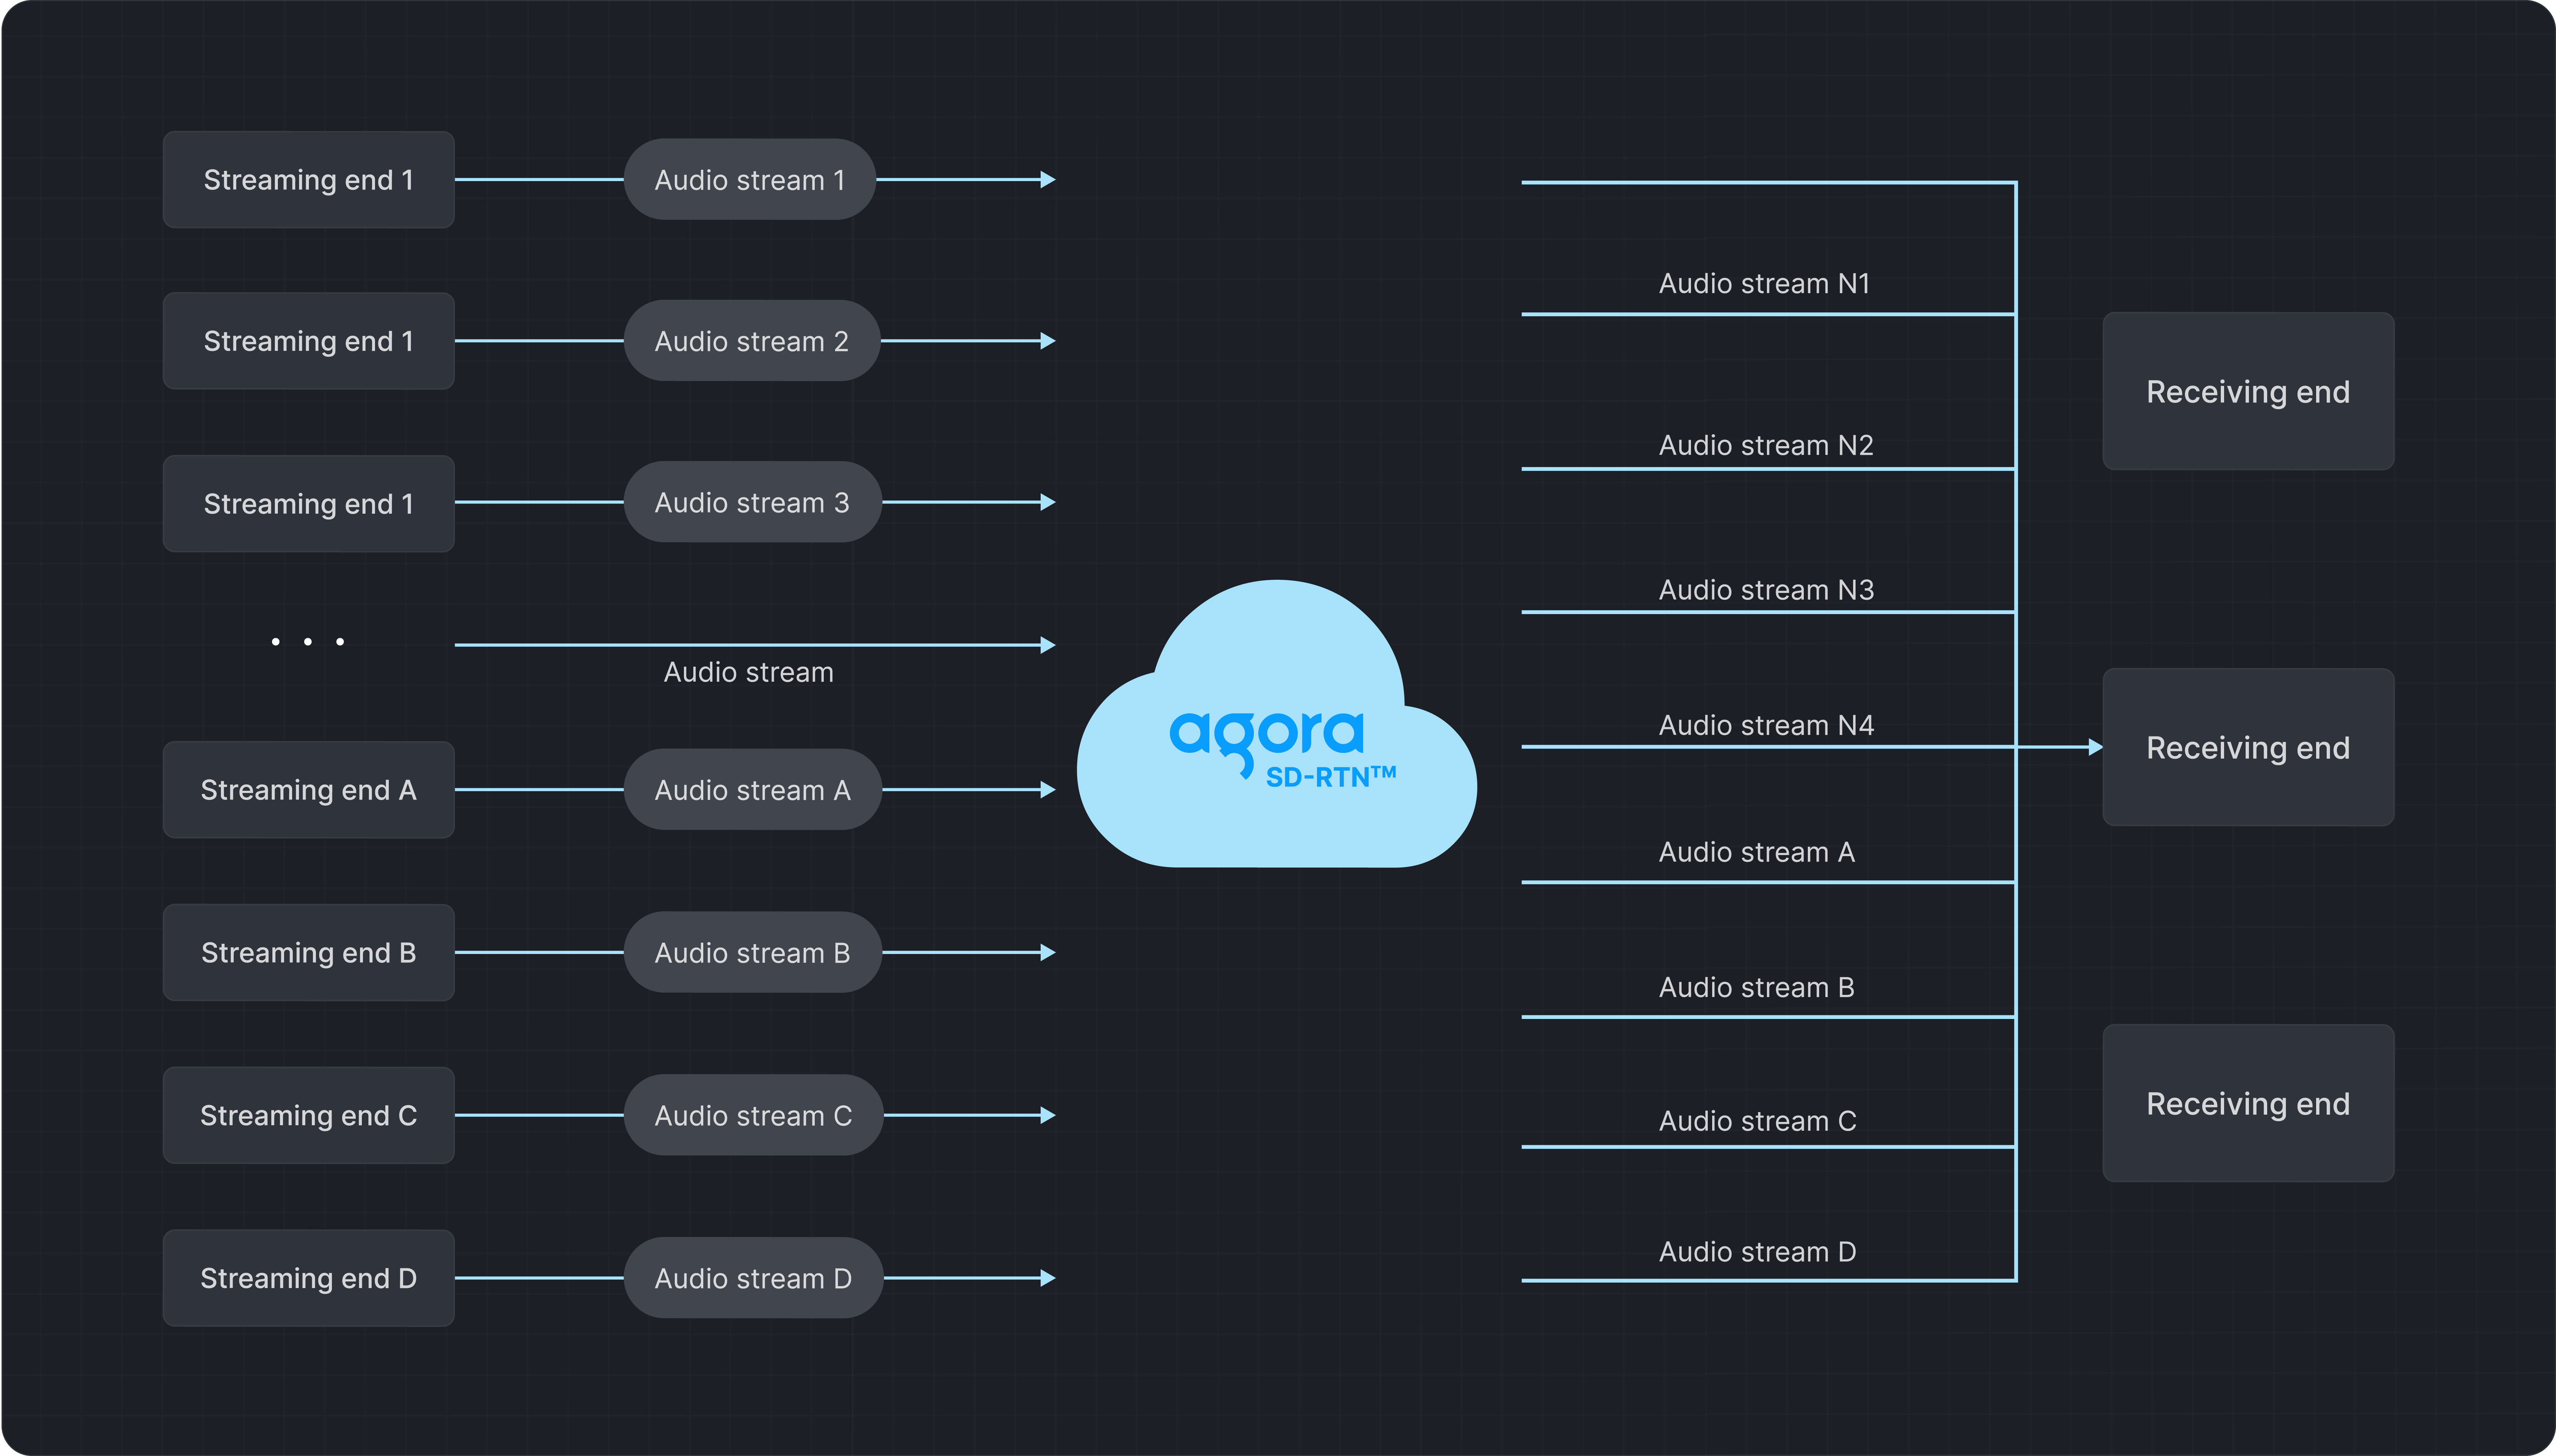 Streaming end 1
Audio stream 1
Streaming end 1
Audio stream 2
Streaming end 1
Audio stream 3
. . .
Audio stream
Streaming end A
Audio stream A
Streaming end B
Audio stream B
Streaming end C
Audio stream C
Streaming end D
Audio stream D
agora
SD-RTN™
Audio stream N1
Audio stream N2
Audio stream N3
Audio stream N4
Audio stream A
Audio stream B
Audio stream C
Audio stream D
Receiving end
Receiving end
Receiving end